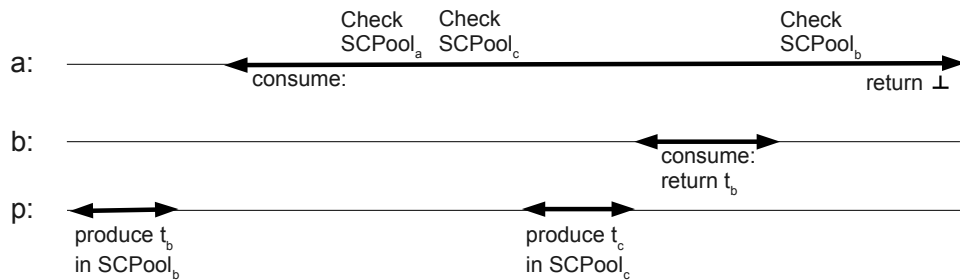 Check SCPool_a
Check SCPool_c
Check SCPool_b
a:
consume:
return ⊥
b:
consume:
return t_b
p:
produce t_b
in SCPool_b
produce t_c
in SCPool_c